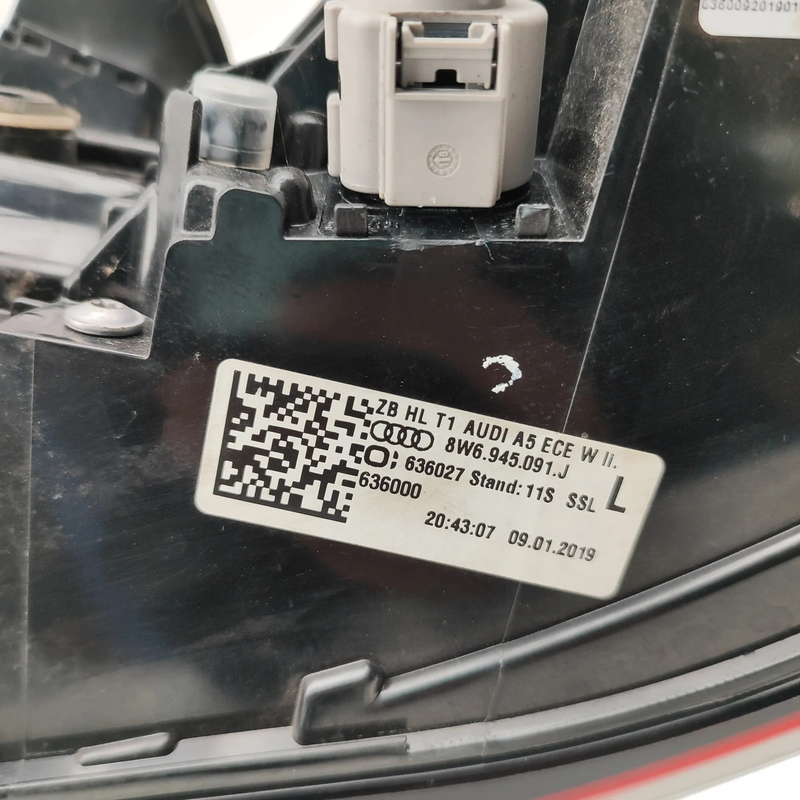 C36009201901
ZB HL T1 AUDI A5 ECE W li.
8W6.945.091.J
636027 Stand: 11S SSL L
636000
20:43:07 09.01.2019